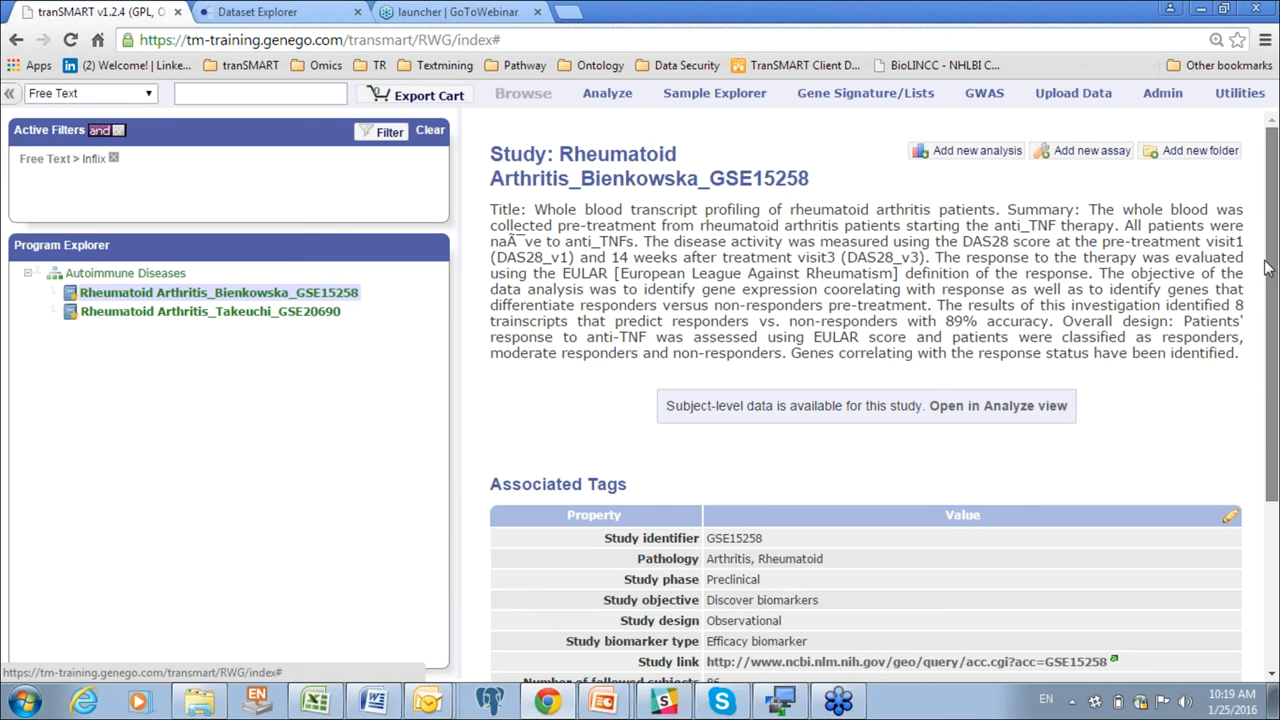 tranSMART v1.2.4 (GPL, O
Dataset Explorer
launcher | GoToWebinar
https://tm-training.genego.com/transmart/RWG/index#
Apps
(2) Welcome! | Linke...
tranSMART
Omics
TR
Textmining
Pathway
Ontology
Data Security
TranSMART Client D...
BioLINCC - NHLBI C...
Other bookmarks
Free Text
Export Cart
Browse
Analyze
Sample Explorer
Gene Signature/Lists
GWAS
Upload Data
Admin
Utilities
Active Filters and or
Filter
Clear
Free Text > Inflix
Program Explorer
Autoimmune Diseases
Rheumatoid Arthritis_Bienkowska_GSE15258
Rheumatoid Arthritis_Takeuchi_GSE20690
Study: Rheumatoid
Arthritis_Bienkowska_GSE15258
Add new analysis
Add new assay
Add new folder
Title: Whole blood transcript profiling of rheumatoid arthritis patients. Summary: The whole blood was
collected pre-treatment from rheumatoid arthritis patients starting the anti_TNF therapy. All patients were
naÃ¯ve to anti_TNFs. The disease activity was measured using the DAS28 score at the pre-treatment visit1
(DAS28_v1) and 14 weeks after treatment visit3 (DAS28_v3). The response to the therapy was evaluated
using the EULAR [European League Against Rheumatism] definition of the response. The objective of the
data analysis was to identify gene expression coorelating with response as well as to identify genes that
differentiate responders versus non-responders pre-treatment. The results of this investigation identified 8
trainscripts that predict responders vs. non-responders with 89% accuracy. Overall design: Patients'
response to anti-TNF was assessed using EULAR score and patients were classified as responders,
moderate responders and non-responders. Genes correlating with the response status have been identified.
Subject-level data is available for this study. Open in Analyze view
Associated Tags
Property
Value
Study identifier GSE15258
Pathology Arthritis, Rheumatoid
Study phase Preclinical
Study objective Discover biomarkers
Study design Observational
Study biomarker type Efficacy biomarker
Study link http://www.ncbi.nlm.nih.gov/geo/query/acc.cgi?acc=GSE15258
Number of followed subjects 86
https://tm-training.genego.com/transmart/RWG/index#
EN
EN
10:19 AM
1/25/2016